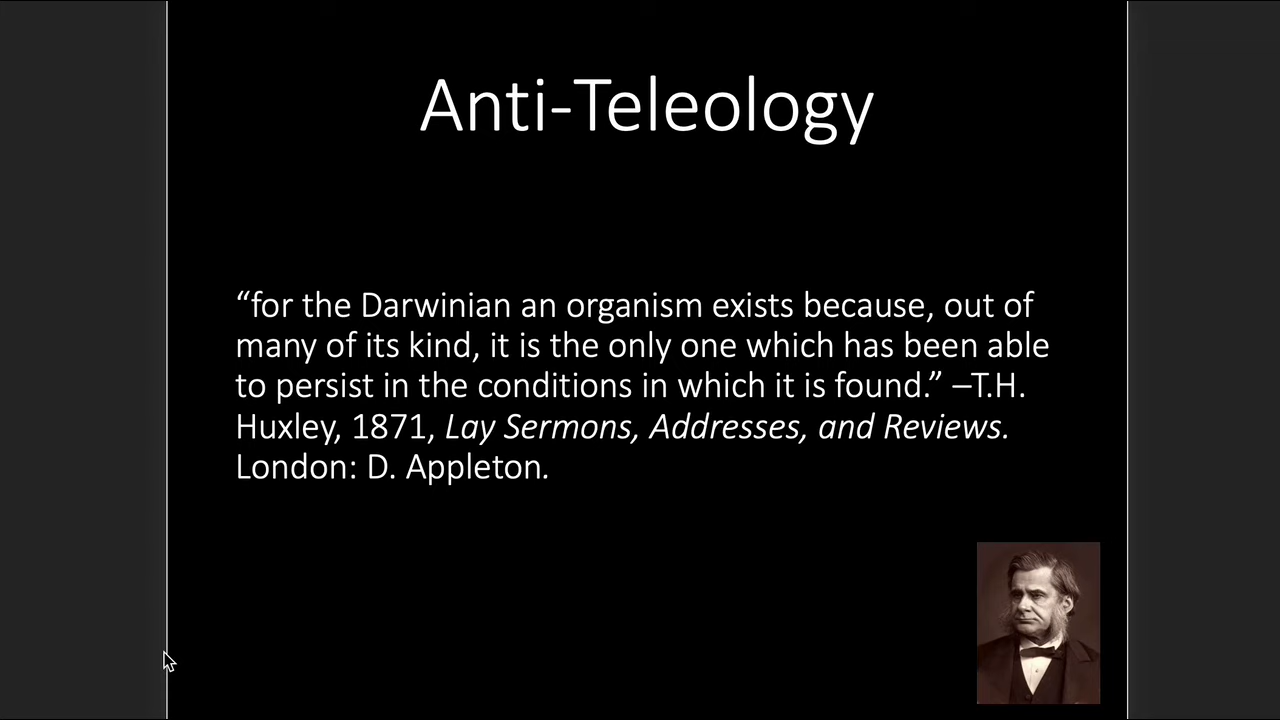 Anti-Teleology
“for the Darwinian an organism exists because, out of
many of its kind, it is the only one which has been able
to persist in the conditions in which it is found.” –T.H.
Huxley, 1871, Lay Sermons, Addresses, and Reviews.
London: D. Appleton.